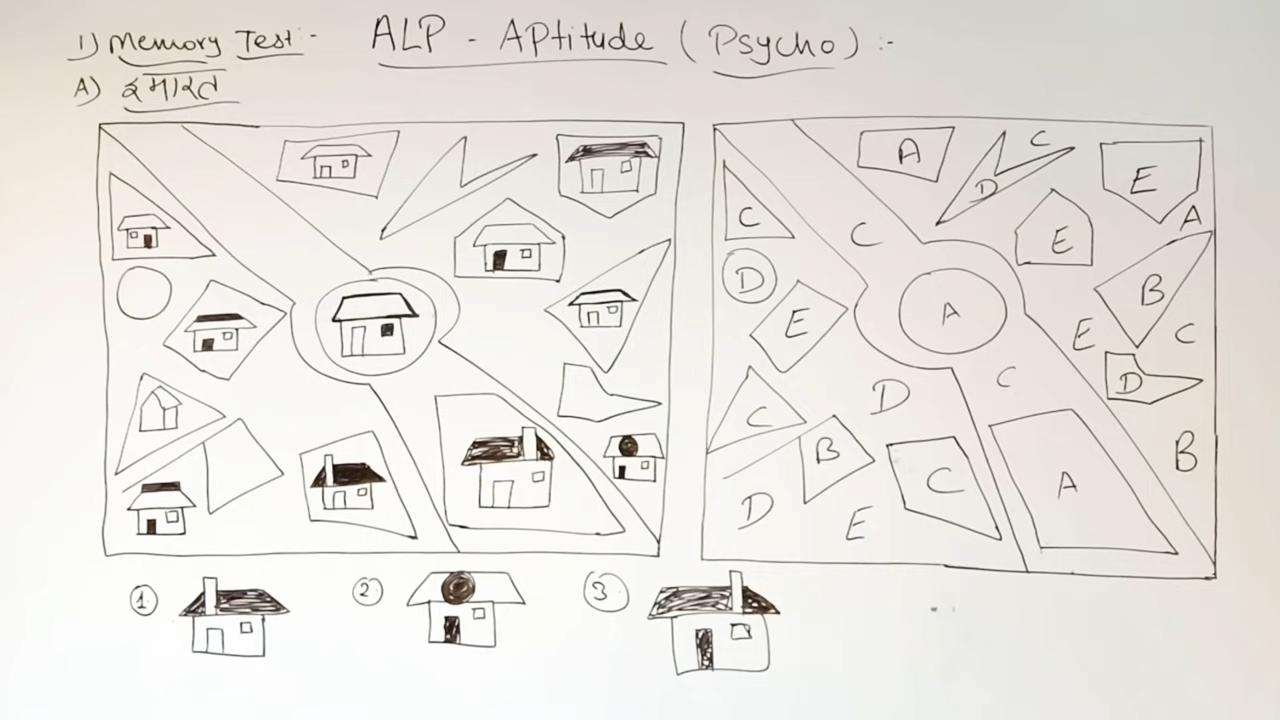 1) Memory Test:- ALP - APtitude (Psycho) :-
A) इमारत
A
C
D
E
C
A
C
E
D
B
E
A
E
C
D
C
D
C
B
C
A
B
D
E
1
2
3